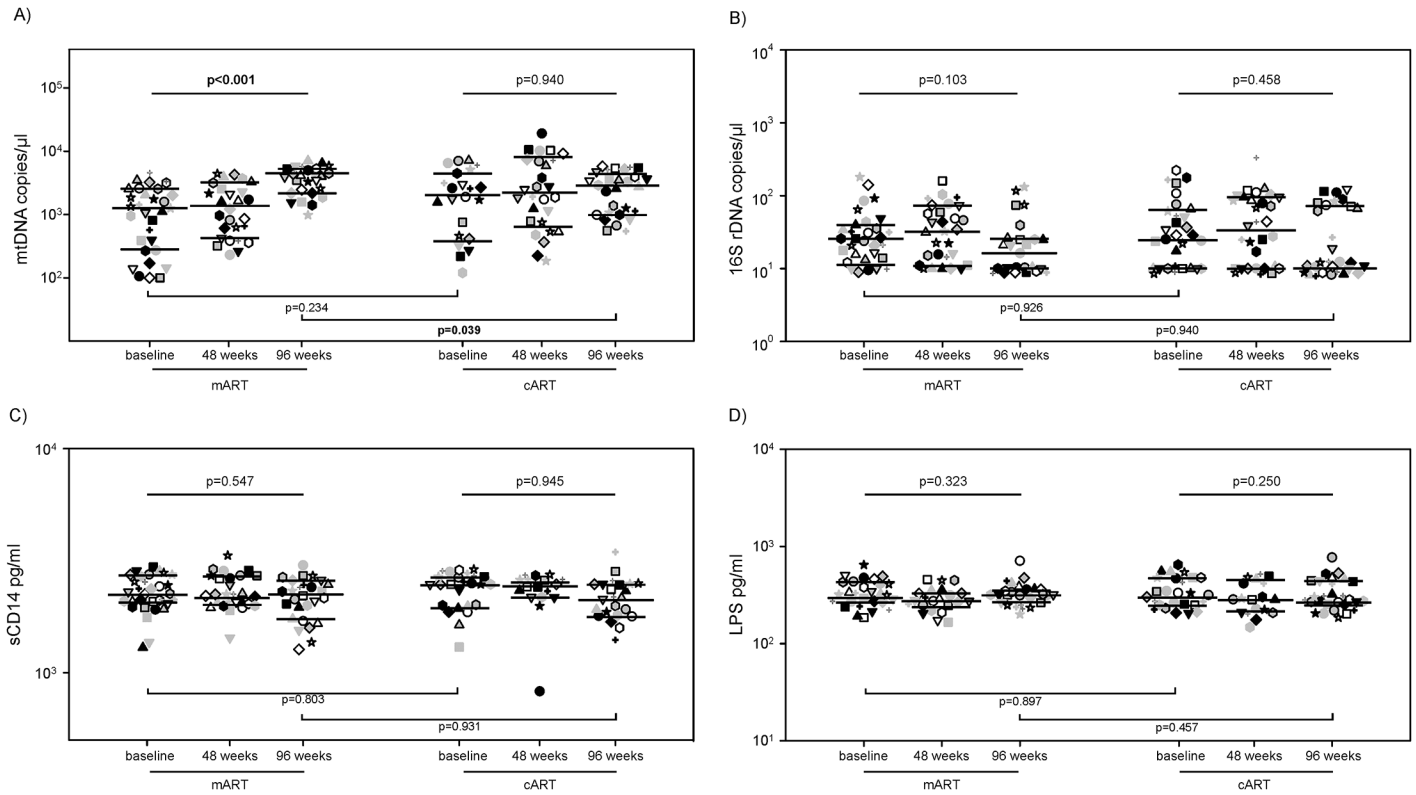 A)
mtDNA copies/µl
10⁵
10⁴
10³
10²
p<0.001
p=0.940
p=0.234
p=0.039
baseline 48 weeks 96 weeks baseline 48 weeks 96 weeks
mART cART
B)
16S rDNA copies/µl
10⁴
10³
10²
10¹
10⁰
p=0.103
p=0.458
p=0.926
p=0.940
baseline 48 weeks 96 weeks baseline 48 weeks 96 weeks
mART cART
C)
sCD14 pg/ml
10⁴
10³
p=0.547
p=0.945
p=0.803
p=0.931
baseline 48 weeks 96 weeks baseline 48 weeks 96 weeks
mART cART
D)
LPS pg/ml
10⁴
10³
10²
10¹
p=0.323
p=0.250
p=0.897
p=0.457
baseline 48 weeks 96 weeks baseline 48 weeks 96 weeks
mART cART